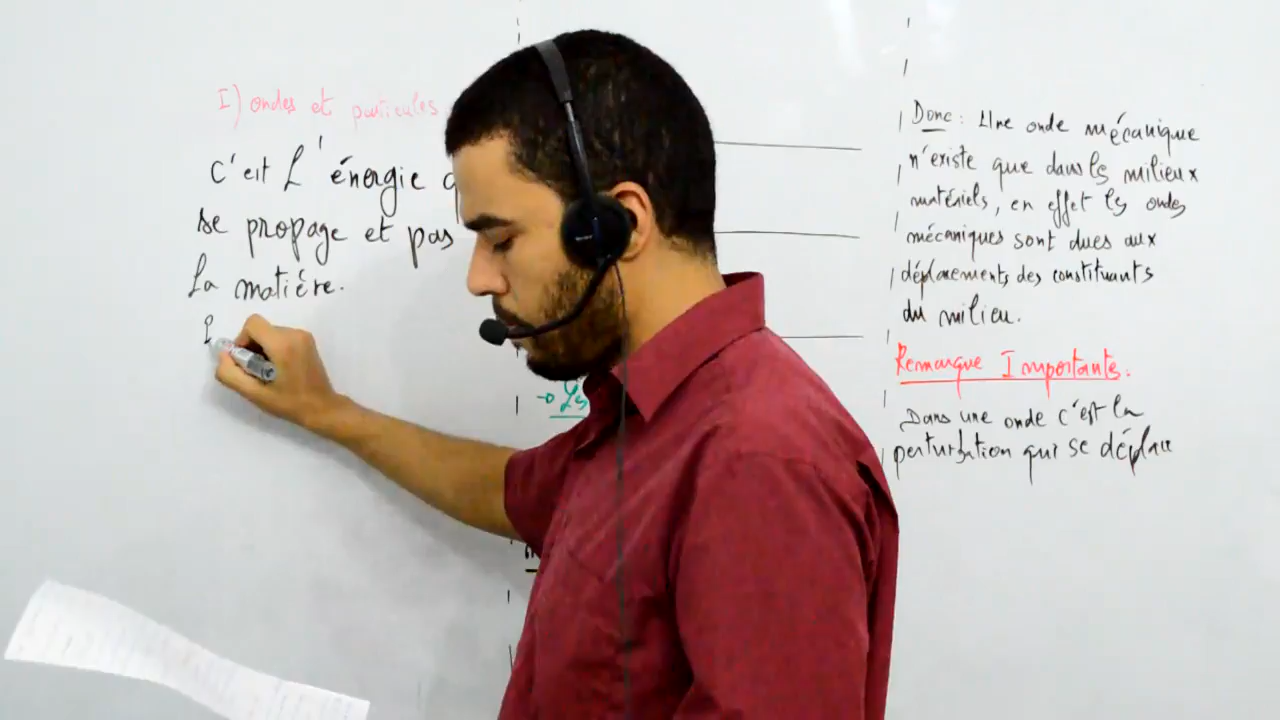 I) ondes et particules
c'est l'énergie q
se propage et pas
La matière.
L
→ Les
Donc : Une onde mécanique
n'existe que dans les milieux
matériels, en effet les ondes
mécaniques sont dues aux
déplacements des constituants
du milieu.
Remarque Importante.
Dans une onde c'est la
perturbation qui se déplace